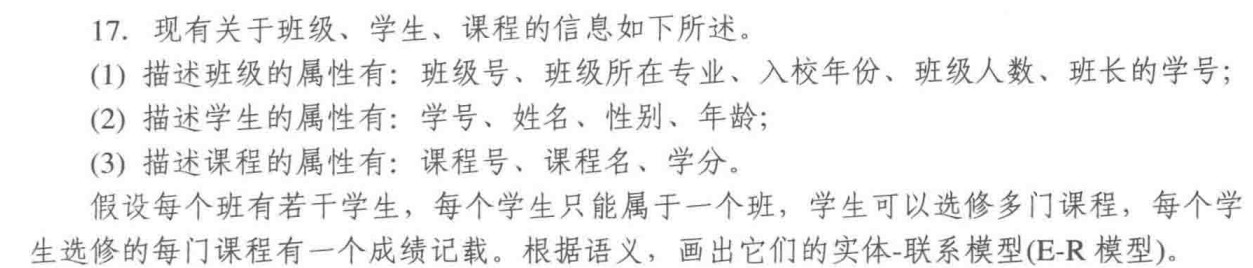 17. 现有关于班级、学生、课程的信息如下所述。
(1) 描述班级的属性有：班级号、班级所在专业、入校年份、班级人数、班长的学号；
(2) 描述学生的属性有：学号、姓名、性别、年龄；
(3) 描述课程的属性有：课程号、课程名、学分。
假设每个班有若干学生，每个学生只能属于一个班，学生可以选修多门课程，每个学
生选修的每门课程有一个成绩记载。根据语义，画出它们的实体-联系模型(E-R 模型)。